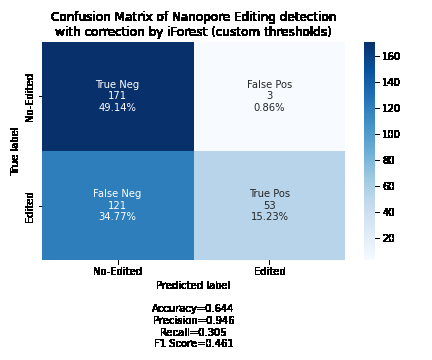 Confusion Matrix of Nanopore Editing detection
with correction by iForest (custom thresholds)
True Neg
171
49.14%
False Pos
3
0.86%
False Neg
121
34.77%
True Pos
53
15.23%
No-Edited
Edited
True label
No-Edited
Edited
Predicted label
160
140
120
100
80
60
40
20
Accuracy=0.644
Precision=0.946
Recall=0.305
F1 Score=0.461